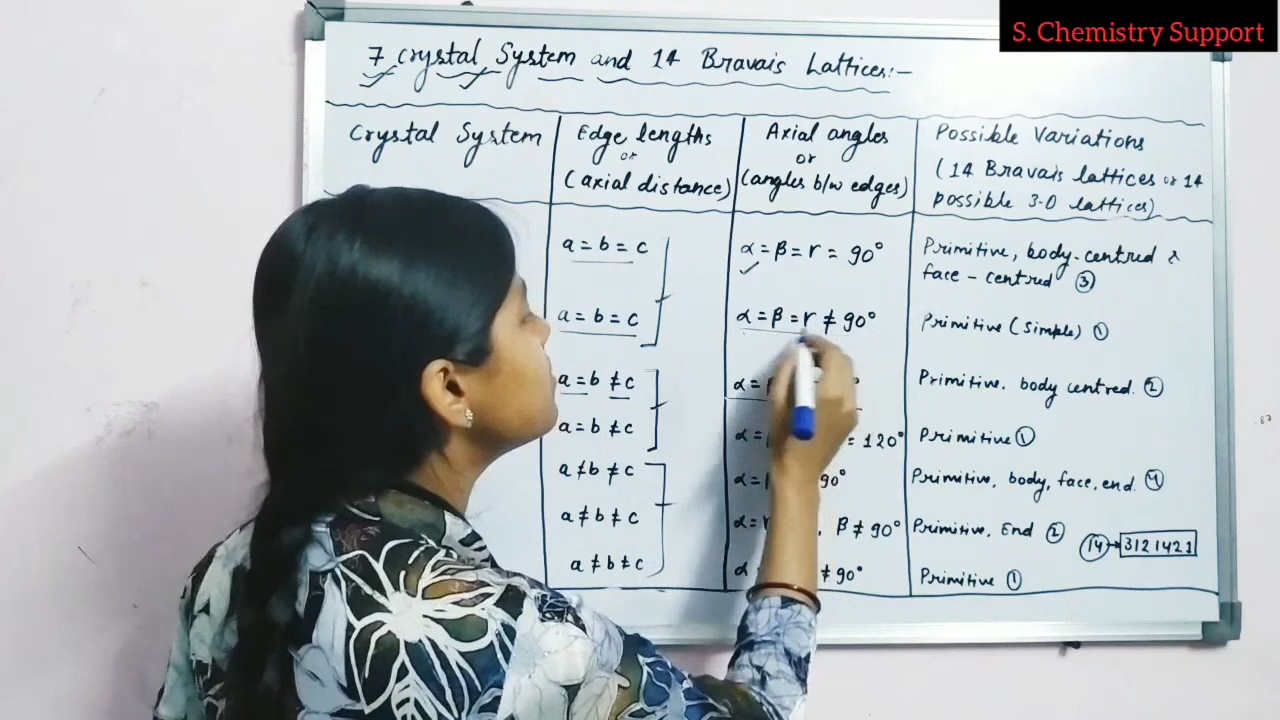 S. Chemistry Support
7 crystal System and 14 Bravais Lattices:-
Crystal System
Edge lengths
or
(axial distance)
Axial angles
or
(angles b/w edges)
Possible Variations
(14 Bravais lattices or 14
possible 3-D lattices)
a = b = c
α = β = r = 90°
Primitive, body-centred &
face-centred ③
a = b = c
α = β = r ≠ 90°
Primitive (simple) ①
a = b ≠ c
α =
Primitive, body centred. ②
a = b ≠ c
α =
= 120°
Primitive ①
a ≠ b ≠ c
α =
90°
Primitive, body, face, end. ④
a ≠ b ≠ c
α =
, β ≠ 90°
Primitive, End ②
14 → 3121421
a ≠ b ≠ c
α
≠ 90°
Primitive ①